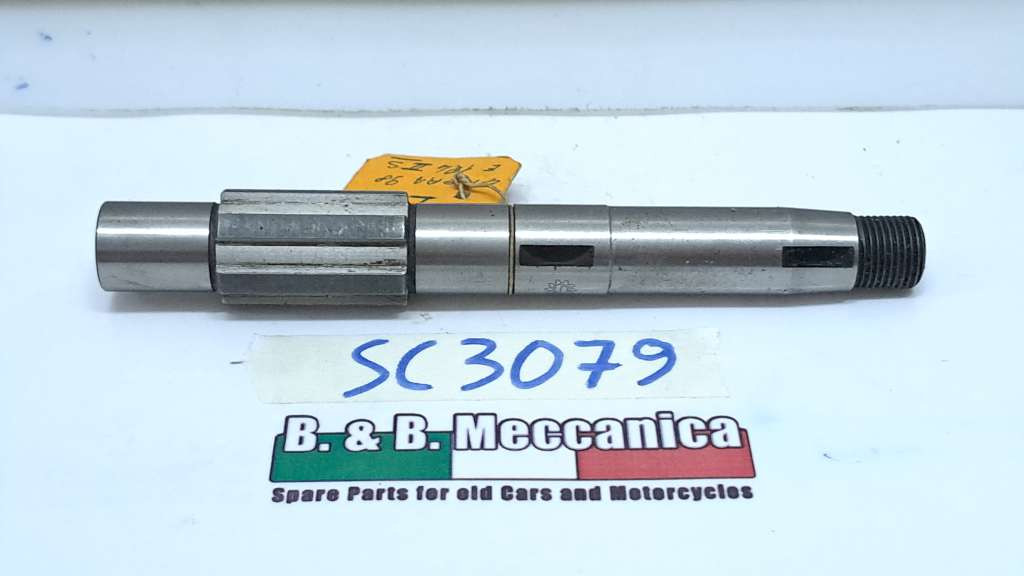 SC3079
B. & B. Meccanica
Spare Parts for old Cars and Motorcycles